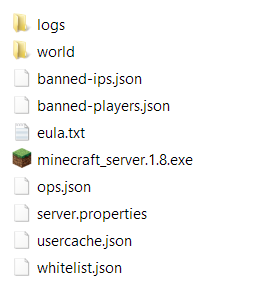 logs
world
banned-ips.json
banned-players.json
eula.txt
minecraft_server.1.8.exe
ops.json
server.properties
usercache.json
whitelist.json